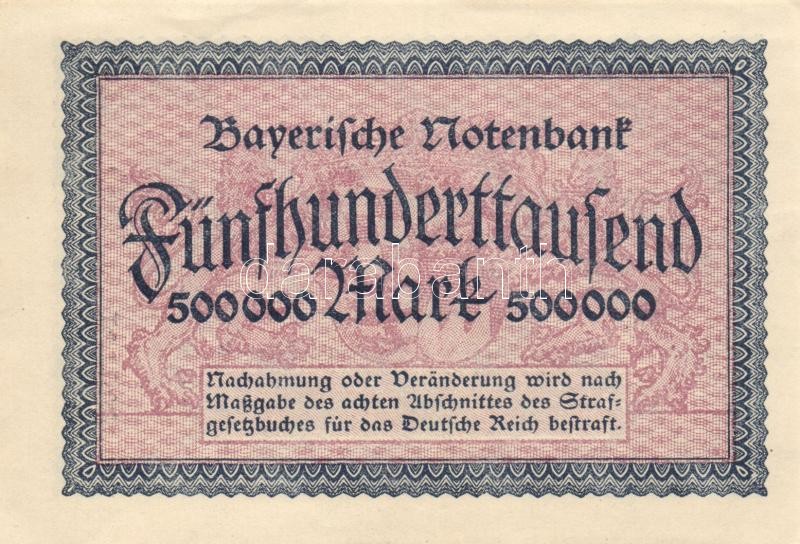 Bayerische Notenbank
Fünfhunderttausend
500000 Mark 500000
darabanth
Nachahmung oder Veränderung wird nach
Maßgabe des achten Abschnittes des Straf-
gesetzbuches für das Deutsche Reich bestraft.